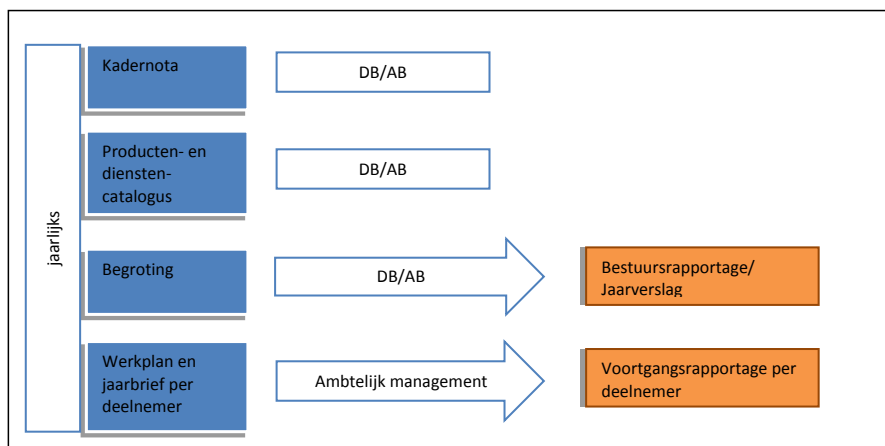 jaarlijks
Kadernota
DB/AB
Producten- en
diensten-
catalogus
DB/AB
Begroting
DB/AB
Bestuursrapportage/
Jaarverslag
Werkplan en
jaarbrief per
deelnemer
Ambtelijk management
Voortgangsrapportage per
deelnemer